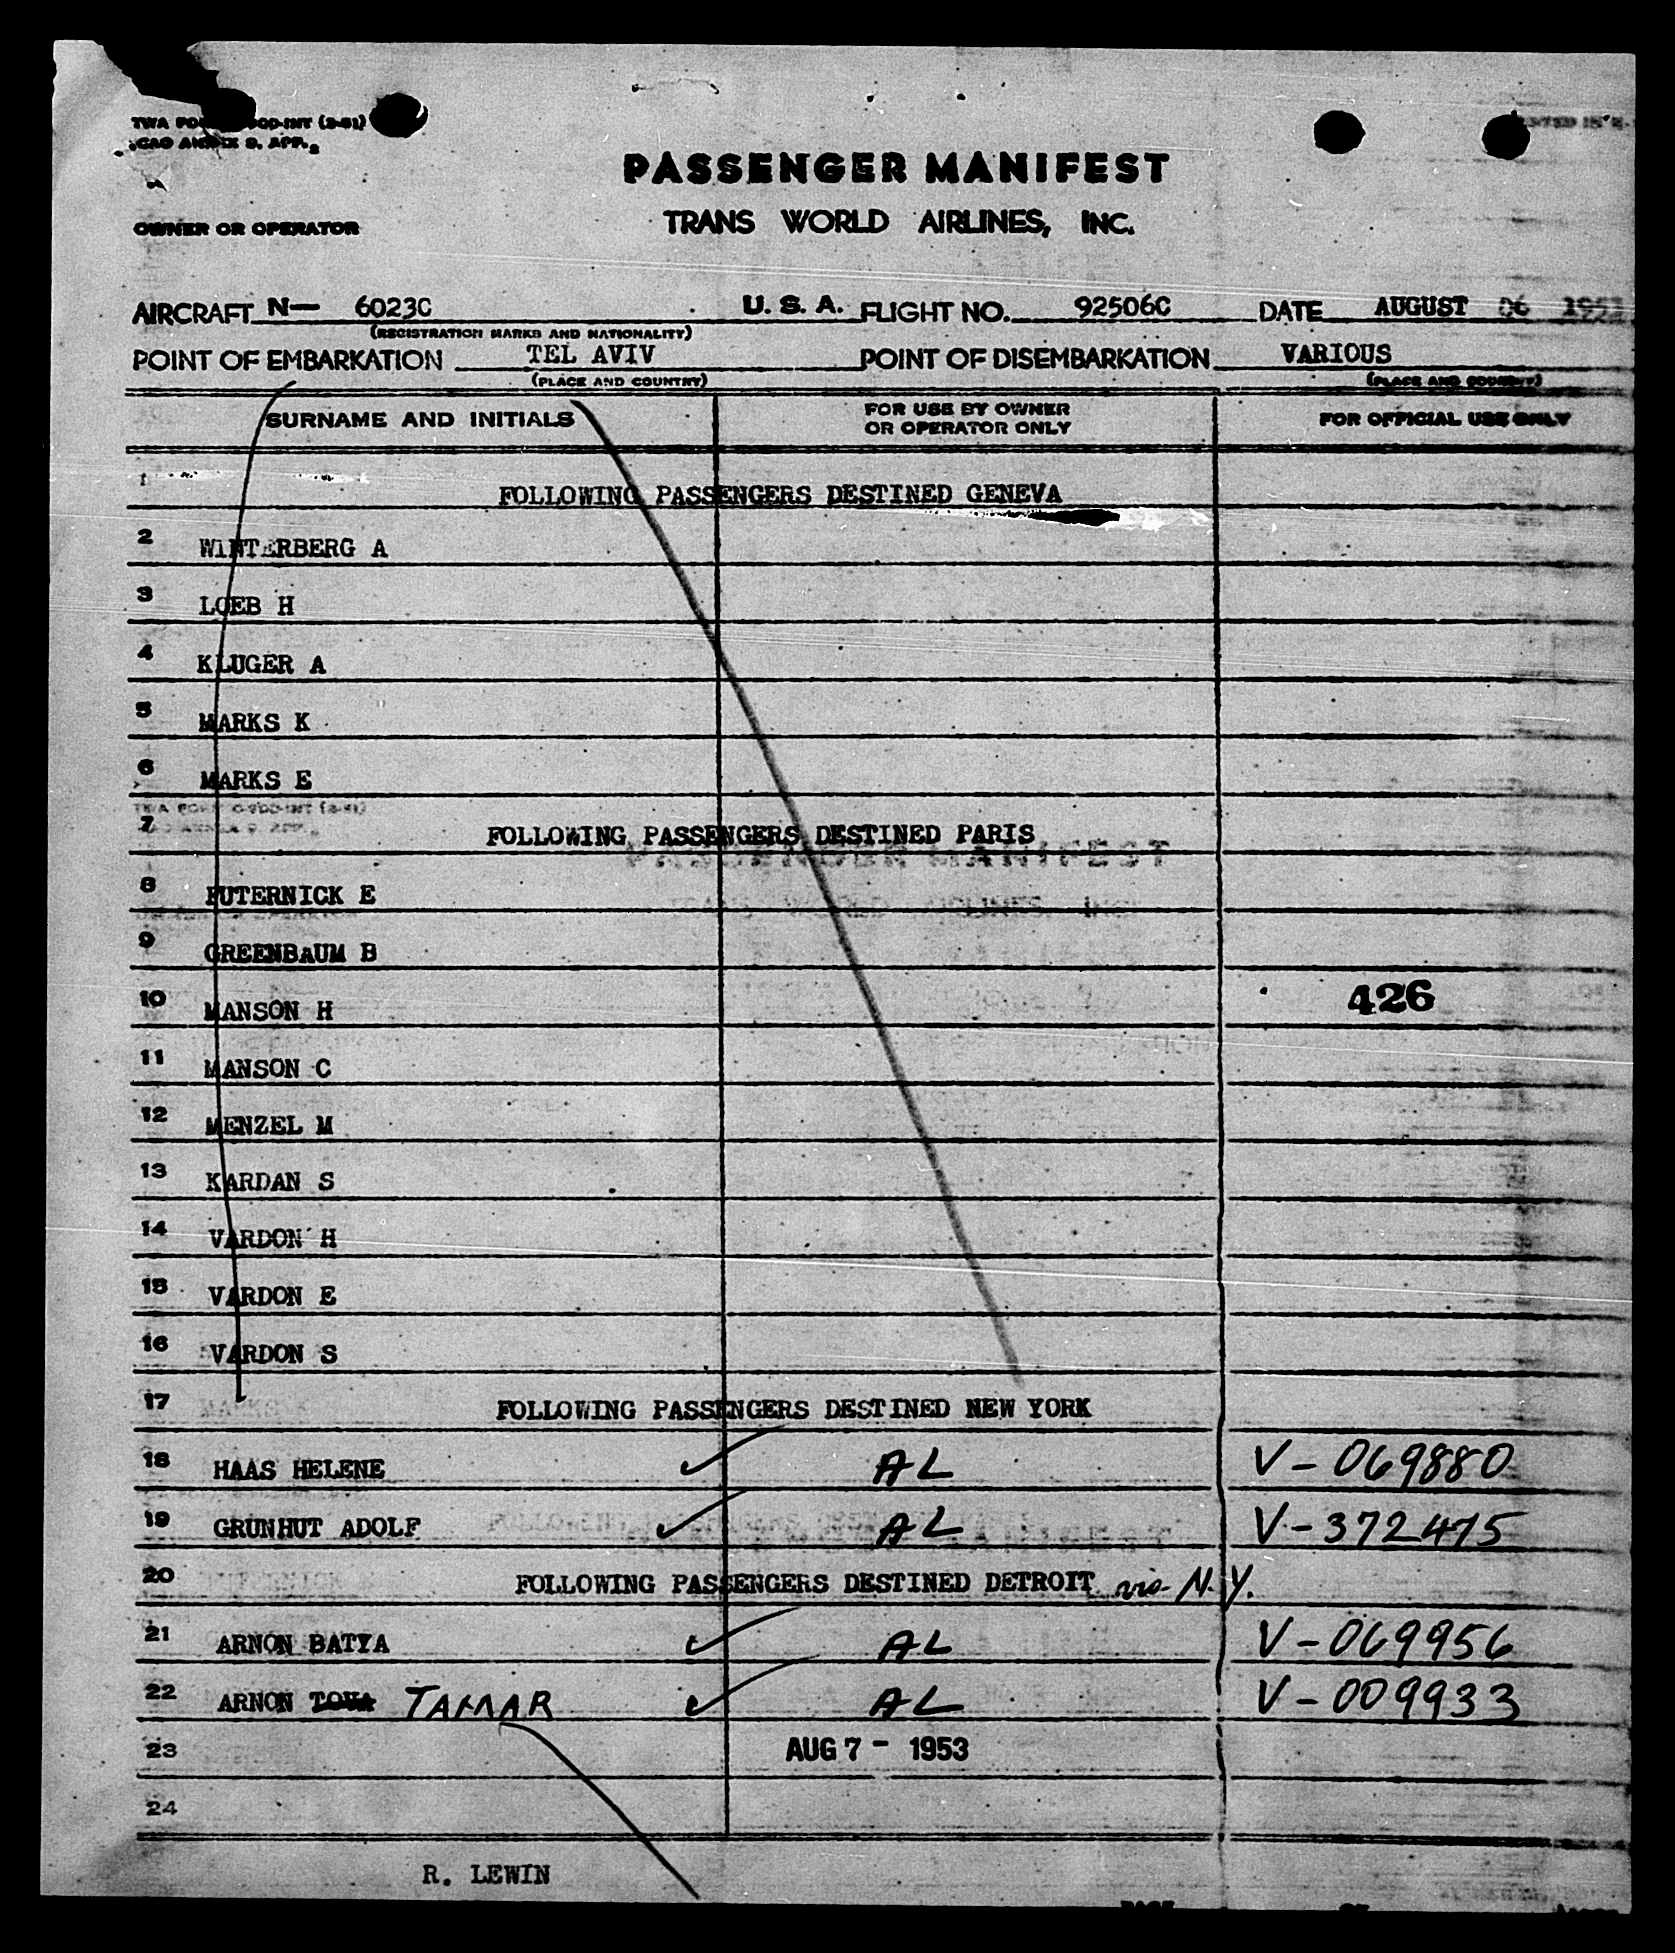 OWNER OR OPERATOR
PASSENGER MANIFEST
TRANS WORLD AIRLINES, INC.
AIRCRAFT N— 6023C U. S. A. FLIGHT NO. 92506C DATE AUGUST 06 1953
(REGISTRATION MARKS AND NATIONALITY)
POINT OF EMBARKATION TEL AVIV POINT OF DISEMBARKATION VARIOUS
(PLACE AND COUNTRY) (PLACE AND COUNTRY)
SURNAME AND INITIALS FOR USE BY OWNER OR OPERATOR ONLY FOR OFFICIAL USE ONLY
1 FOLLOWING PASSENGERS DESTINED GENEVA
2 WINTERBERG A
3 LOEB H
4 KLUGER A
5 MARKS K
6 MARKS E
7 FOLLOWING PASSENGERS DESTINED PARIS
8 FUTERNICK E
9 GREENBAUM B
10 MANSON H 426
11 MANSON C
12 MENZEL M
13 KARDAN S
14 VARDON H
15 VARDON E
16 VARDON S
17 FOLLOWING PASSENGERS DESTINED NEW YORK
18 HAAS HELENE AL V-069880
19 GRUNHUT ADOLF AL V-372475
20 FOLLOWING PASSENGERS DESTINED DETROIT via N.Y.
21 ARNON BATYA AL V-069956
22 ARNON TOVA TAMAR AL V-009933
23 AUG 7 - 1953
24
R. LEWIN